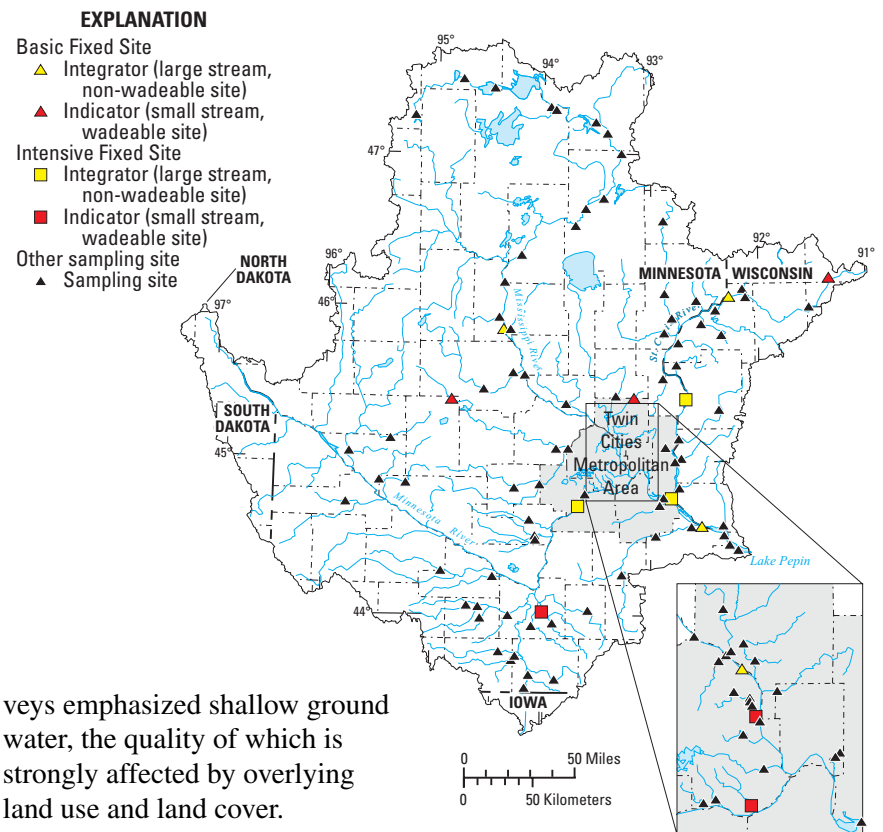 EXPLANATION
Basic Fixed Site
Integrator (large stream,
non-wadeable site)
Indicator (small stream,
wadeable site)
Intensive Fixed Site
Integrator (large stream,
non-wadeable site)
Indicator (small stream,
wadeable site)
Other sampling site
Sampling site
95°
94°
93°
47°
92°
91°
NORTH
DAKOTA
96°
MINNESOTA
WISCONSIN
97°
46°
Mississippi River
St. Croix River
SOUTH
DAKOTA
45°
Twin
Cities
Metropolitan
Area
Minnesota River
Lake Pepin
44°
IOWA
veys emphasized shallow ground
water, the quality of which is
strongly affected by overlying
land use and land cover.
0 50 Miles
0 50 Kilometers